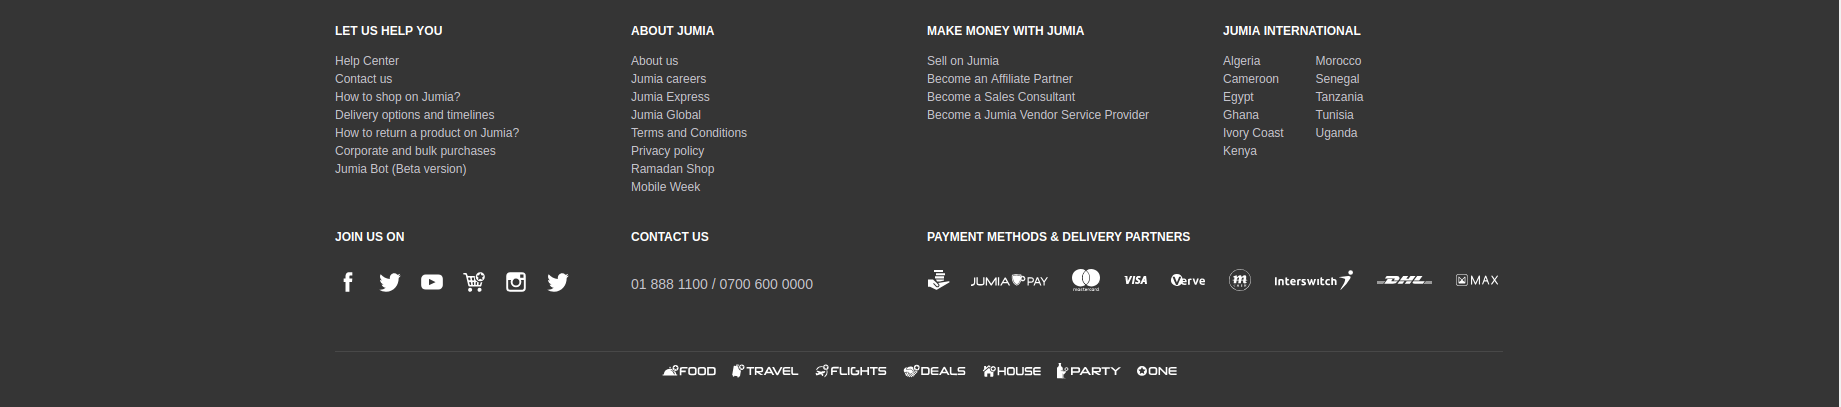 LET US HELP YOU
Help Center
Contact us
How to shop on Jumia?
Delivery options and timelines
How to return a product on Jumia?
Corporate and bulk purchases
Jumia Bot (Beta version)
ABOUT JUMIA
About us
Jumia careers
Jumia Express
Jumia Global
Terms and Conditions
Privacy policy
Ramadan Shop
Mobile Week
MAKE MONEY WITH JUMIA
Sell on Jumia
Become an Affiliate Partner
Become a Sales Consultant
Become a Jumia Vendor Service Provider
JUMIA INTERNATIONAL
Algeria
Cameroon
Egypt
Ghana
Ivory Coast
Kenya
Morocco
Senegal
Tanzania
Tunisia
Uganda
JOIN US ON
CONTACT US
01 888 1100 / 0700 600 0000
PAYMENT METHODS & DELIVERY PARTNERS
JUMIA PAY
mastercard
VISA
Verve
m
Interswitch
DHL
MAX
FOOD TRAVEL FLIGHTS DEALS HOUSE PARTY ONE